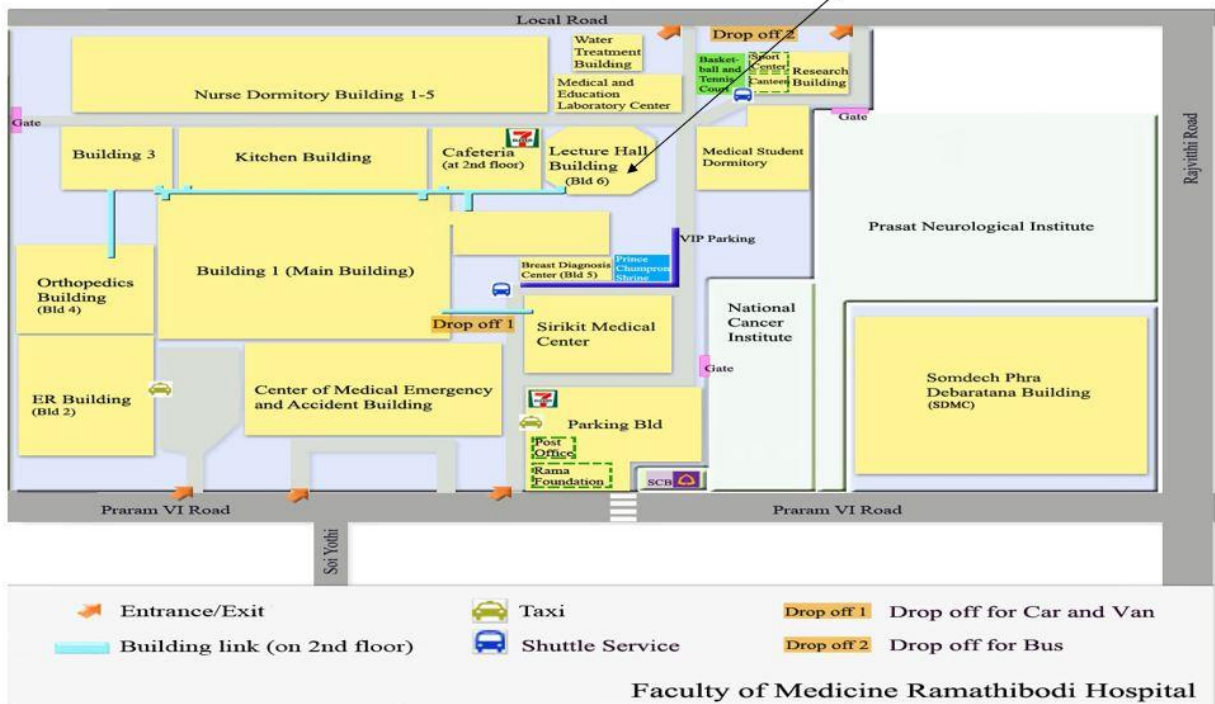 Local Road
Drop off 2
Water
Treatment
Building
Basket-
ball and
Tennis
Court
Sport
Center
Canteen
Research
Building
Nurse Dormitory Building 1-5
Medical and
Education
Laboratory Center
Gate
Gate
Building 3
Kitchen Building
Cafeteria
(at 2nd floor)
7
ELEVEN
Lecture Hall
Building
(Bld 6)
Medical Student
Dormitory
Rajvitthi Road
Prasat Neurological Institute
VIP Parking
Building 1 (Main Building)
Breast Diagnosis
Center (Bld 5)
Prince
Chumpron
Shrine
Orthopedics
Building
(Bld 4)
Drop off 1
Sirikit Medical
Center
National
Cancer
Institute
Gate
ER Building
(Bld 2)
Center of Medical Emergency
and Accident Building
7
ELEVEN
Parking Bld
Post
Office
Rama
Foundation
SCB
Somdech Phra
Debaratana Building
(SDMC)
Praram VI Road
Praram VI Road
Soi Yothi
Entrance/Exit
Taxi
Drop off 1 Drop off for Car and Van
Building link (on 2nd floor)
Shuttle Service
Drop off 2 Drop off for Bus
Faculty of Medicine Ramathibodi Hospital